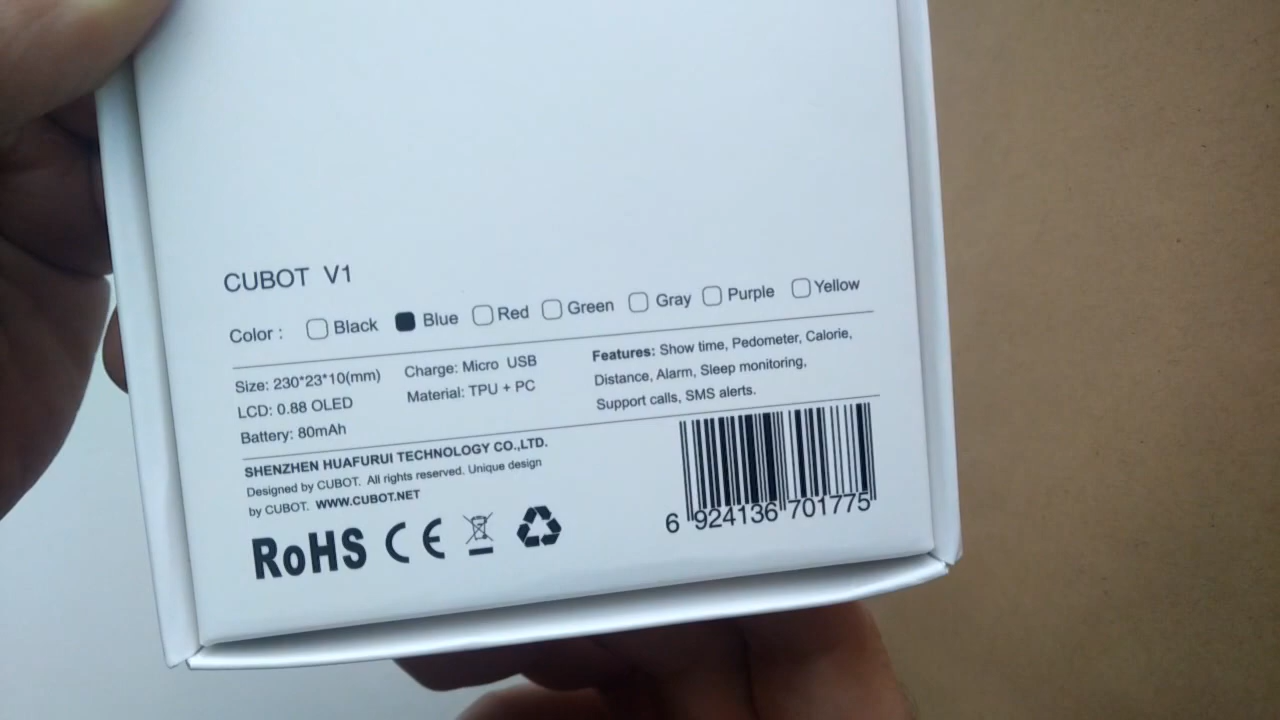 CUBOT V1
Color : Black Blue Red Green Gray Purple Yellow
Size: 230*23*10(mm)
LCD: 0.88 OLED
Battery: 80mAh
Charge: Micro USB
Material: TPU + PC
Features: Show time, Pedometer, Calorie,
Distance, Alarm, Sleep monitoring,
Support calls, SMS alerts.
SHENZHEN HUAFURUI TECHNOLOGY CO.,LTD.
Designed by CUBOT. All rights reserved. Unique design
by CUBOT. WWW.CUBOT.NET
RoHS CE
6 924136 701775